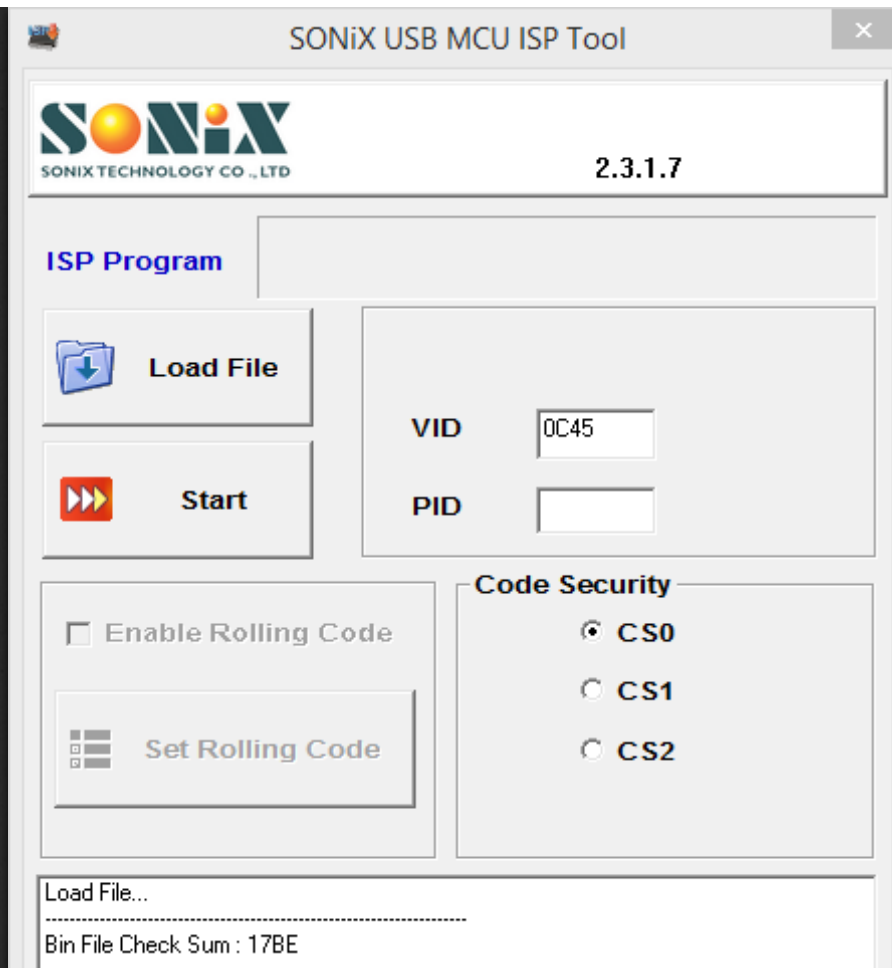 SONiX USB MCU ISP Tool
SONiX
SONIX TECHNOLOGY CO ., LTD
2.3.1.7
ISP Program
Load File
VID 0C45
Start
PID
Code Security
Enable Rolling Code
CS0
CS1
Set Rolling Code
CS2
Load File...
--------------------------------------------------------------------
Bin File Check Sum : 17BE